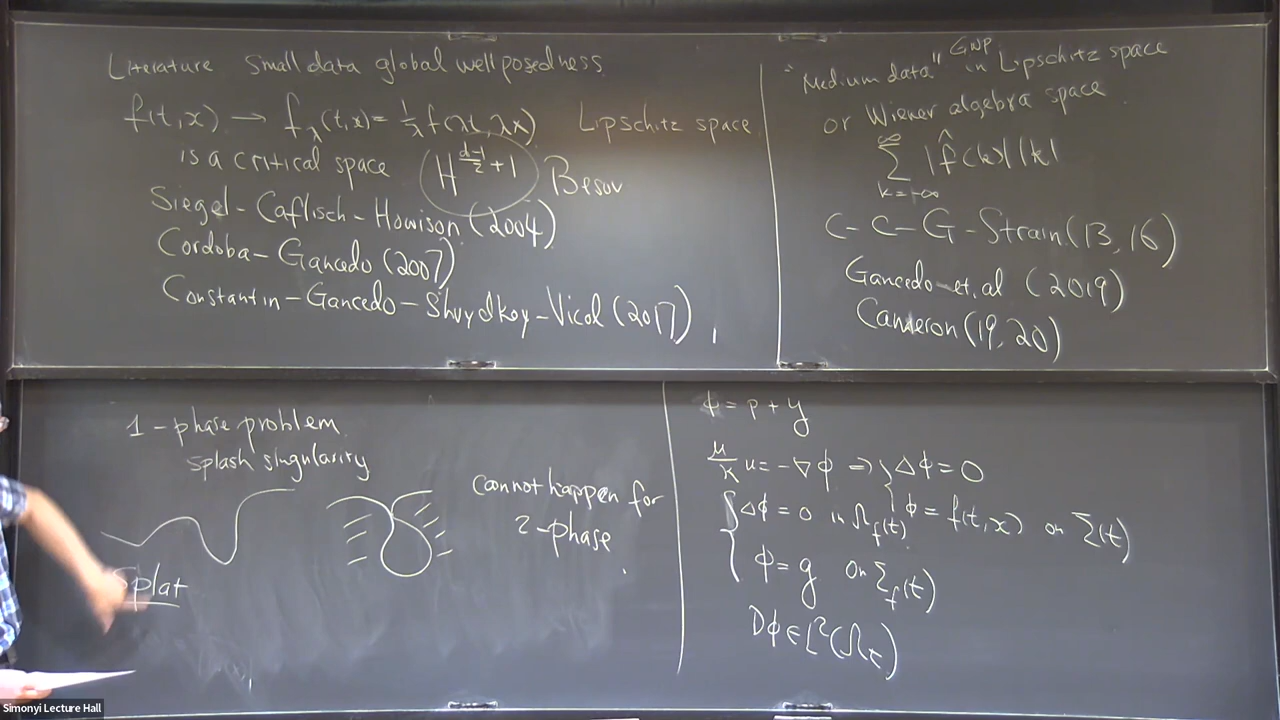 Literature Small data global wellposedness
f(t,x) → f_λ(t,x) = 1/λ f(λt, λx) Lipschitz space
is a critical space H^{d-1/2 + 1} Besov
Siegel-Caflisch-Howison (2004)
Cordoba-Gancedo (2007)
Constantin-Gancedo-Shvydkoy-Vicol (2017)
"Medium data" GWP in Lipschitz space
or Wiener algebra space
∑_{k=-∞}^{∞} |f̂(k)||k|
C-C-G-Strain (13, 16)
Gancedo-et.al (2019)
Cameron (19, 20)
1-phase problem
splash singularity
cannot happen for
2-phase
Splat
ϕ = p + y
μ/κ u = -∇ϕ ⇒ { Δϕ = 0
ϕ = f(t,x) on Σ(t)
{ Δϕ = 0 in Ω_f(t)
ϕ = g on Σ_f(t)
Dϕ ∈ L²(Ω_t)
Simonyi Lecture Hall